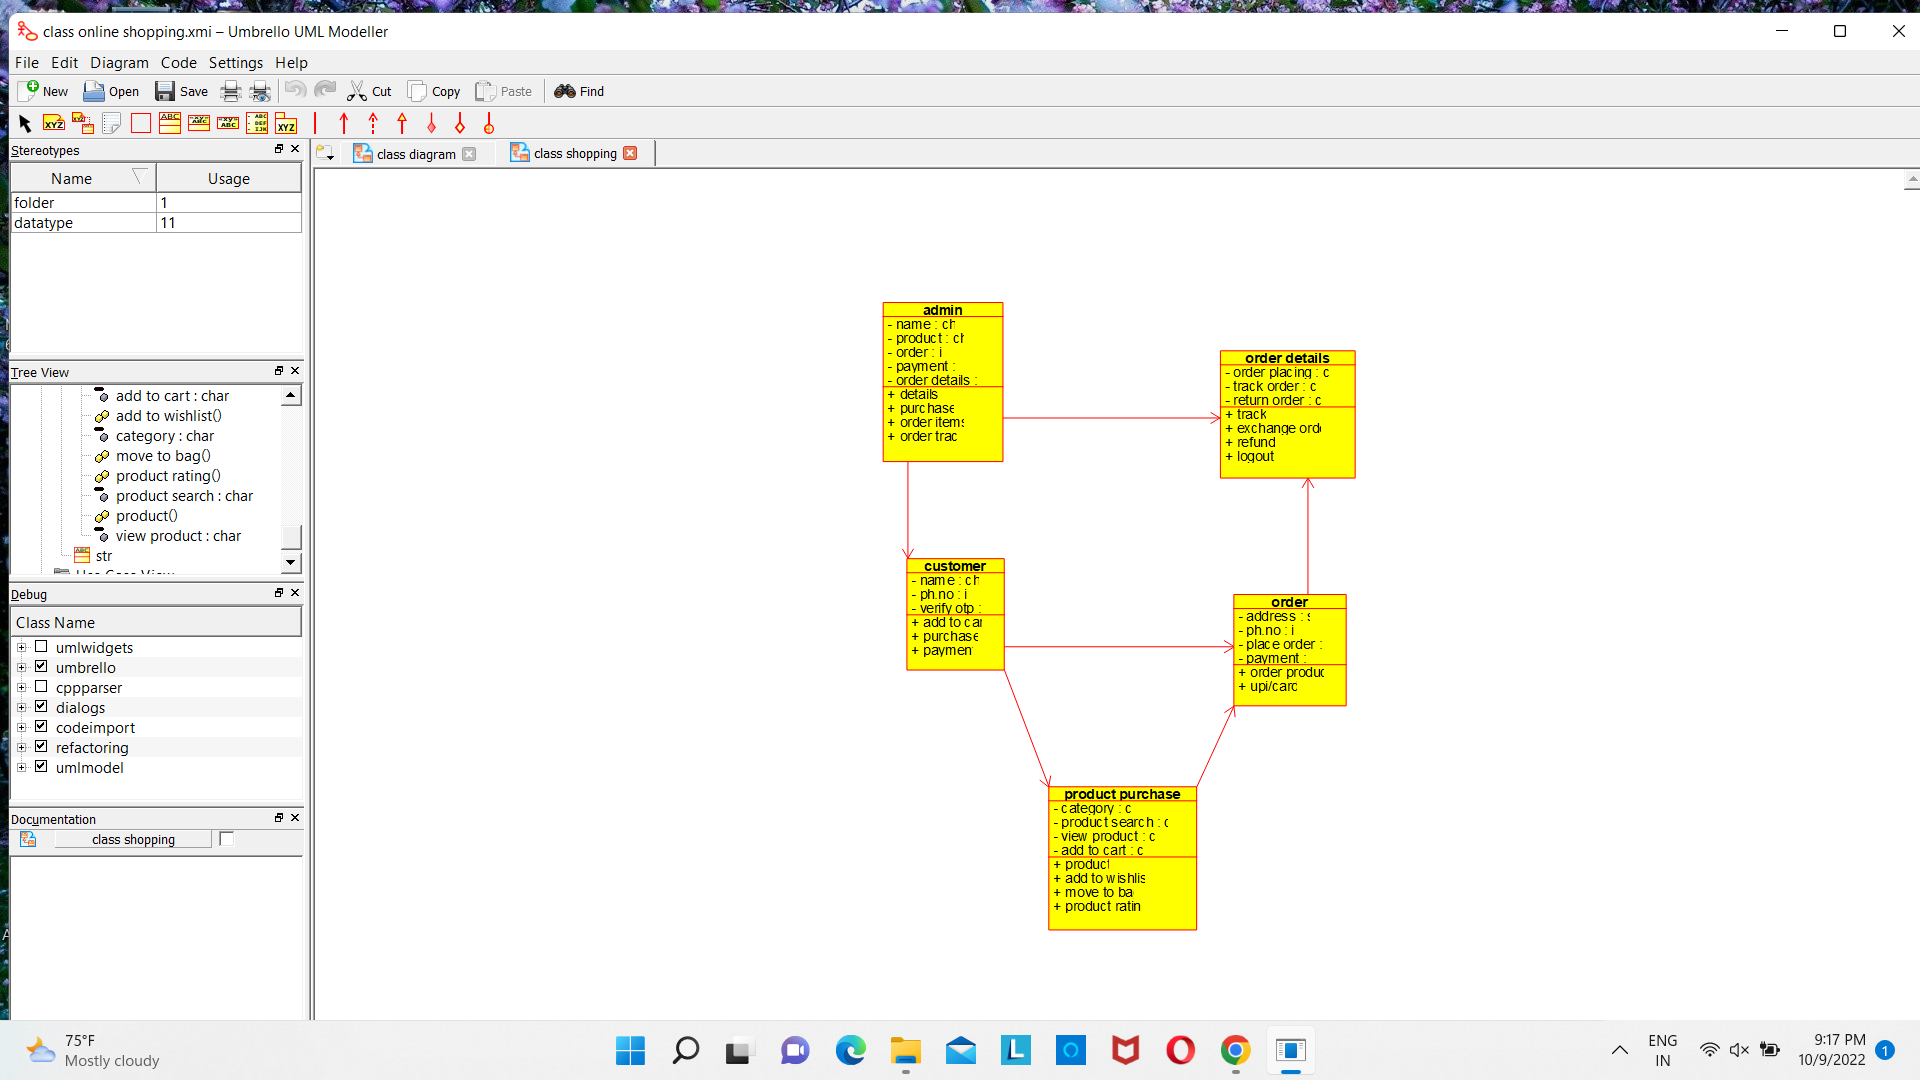 class online shopping.xmi – Umbrello UML Modeller
File Edit Diagram Code Settings Help
New Open Save Cut Copy Paste Find
Stereotypes
Name Usage
folder 1
datatype 11
Tree View
add to cart : char
add to wishlist()
category : char
move to bag()
product rating()
product search : char
product()
view product : char
str
Debug
Class Name
umlwidgets
umbrello
cppparser
dialogs
codeimport
refactoring
umlmodel
Documentation
class shopping
class diagram
class shopping
admin
- name : ch
- product : ch
- order : i
- payment :
- order details :
+ details
+ purchase
+ order items
+ order trac
order details
- order placing : c
- track order : c
- return order : c
+ track
+ exchange orde
+ refund
+ logout
customer
- name : ch
- ph.no : i
- verify otp :
+ add to car
+ purchase
+ payment
order
- address : s
- ph.no : i
- place order :
- payment :
+ order produc
+ upi/card
product purchase
- category : c
- product search : c
- view product : c
- add to cart : c
+ product
+ add to wishlis
+ move to ba
+ product ratin
75°F
Mostly cloudy
ENG
IN
9:17 PM
10/9/2022
1